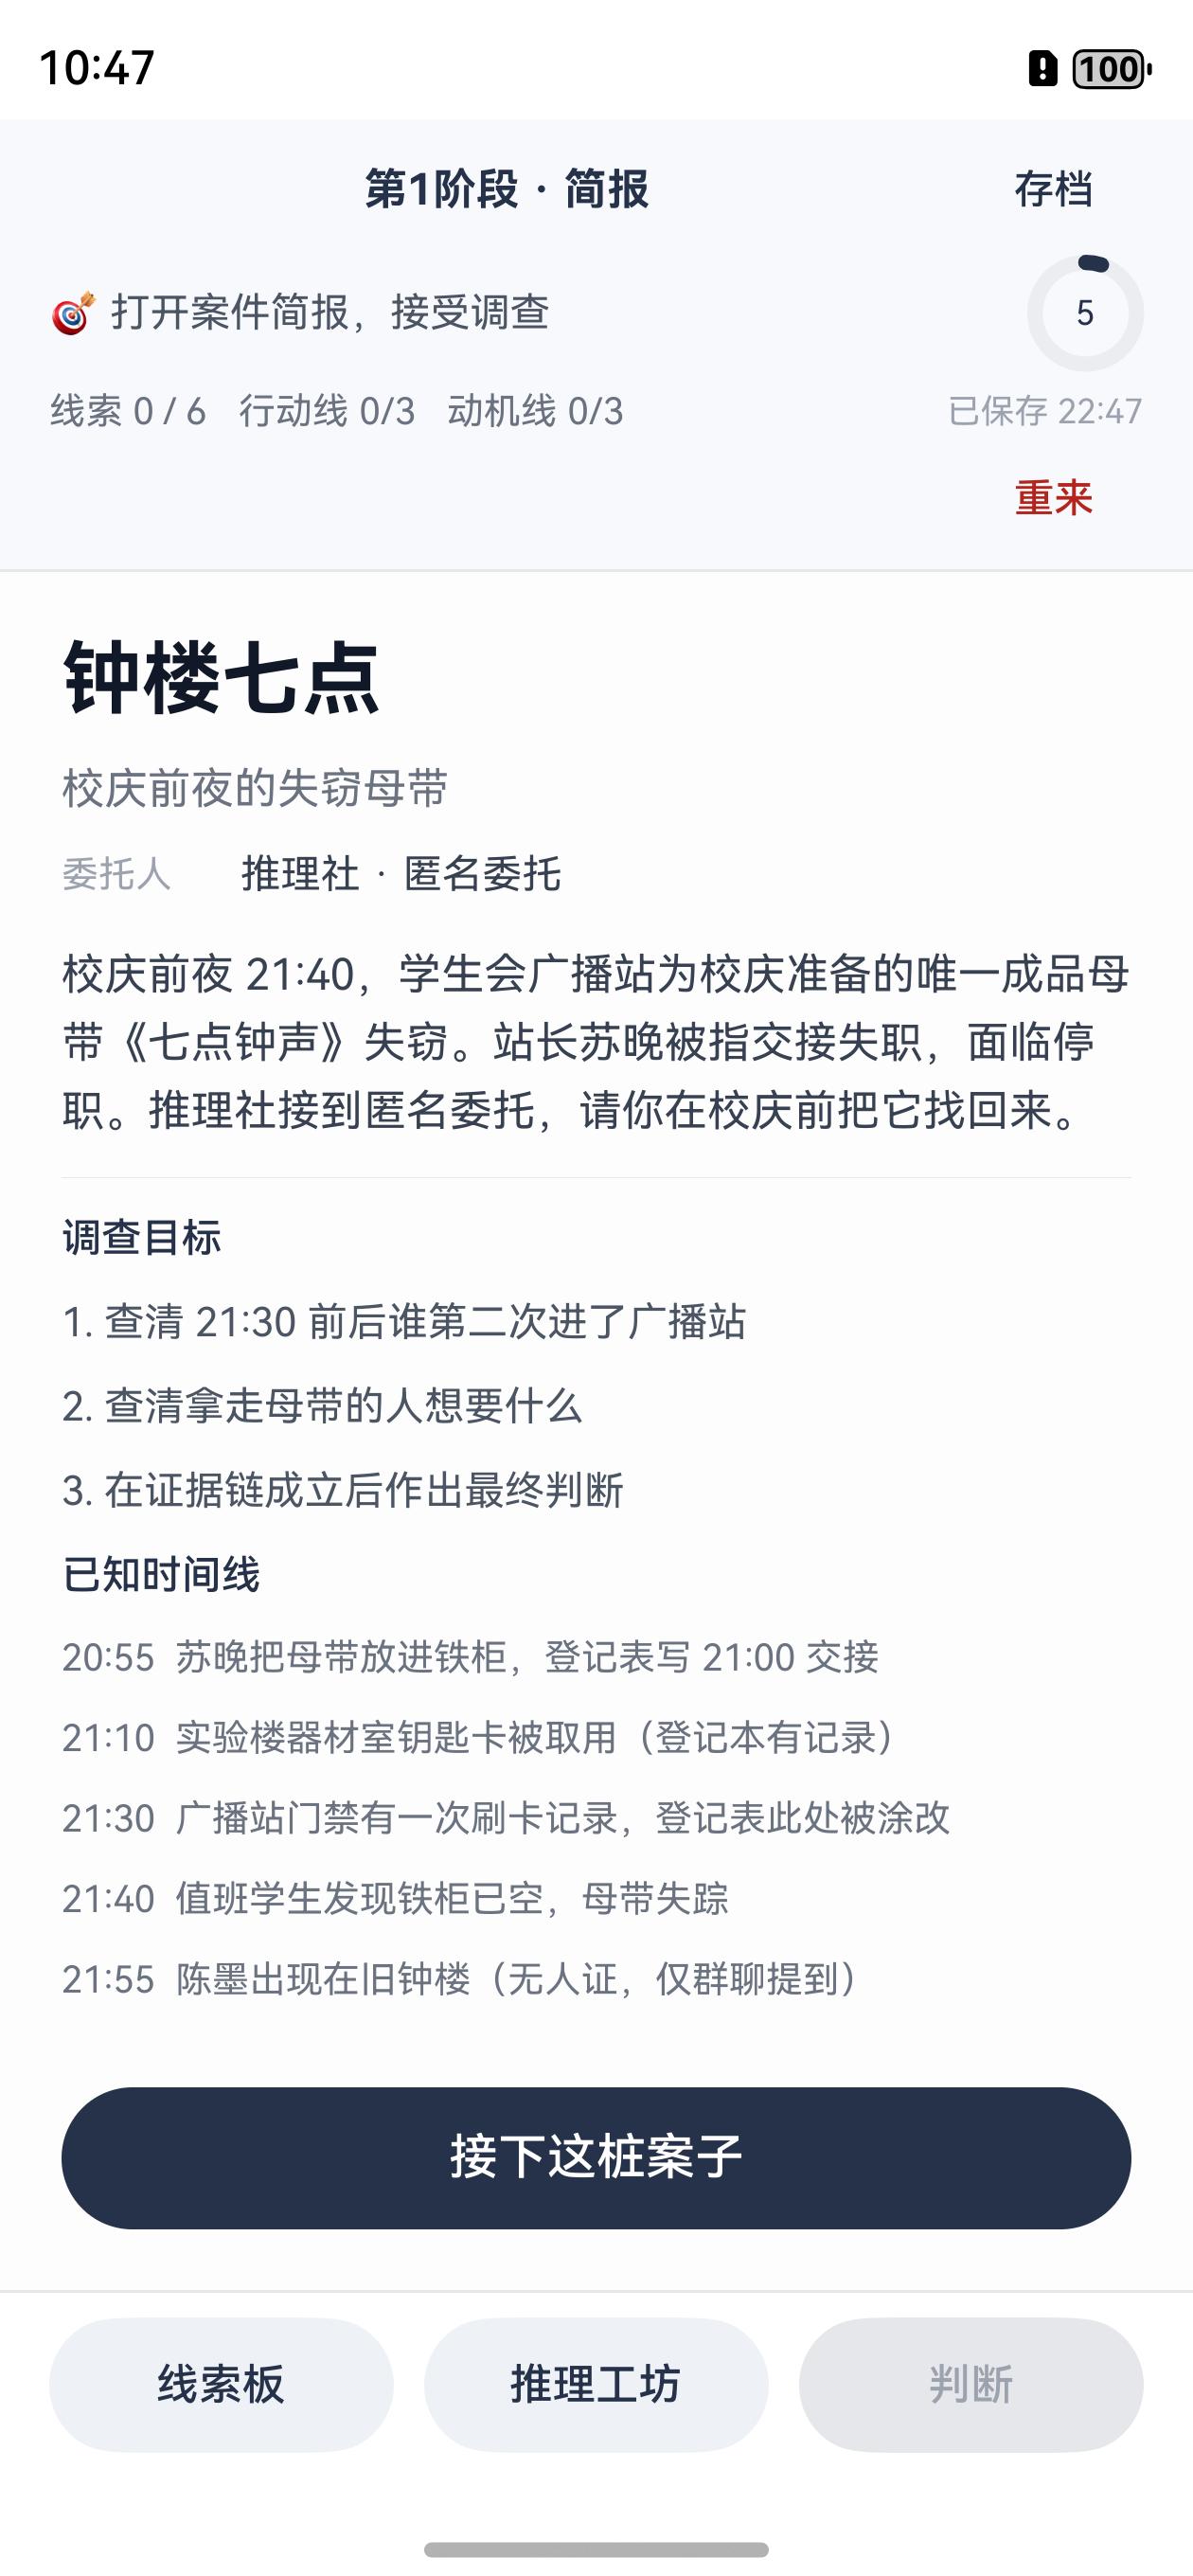 10:47
100
第1阶段 · 简报
存档
🎯 打开案件简报，接受调查
5
线索 0 / 6 行动线 0/3 动机线 0/3
已保存 22:47
重来
钟楼七点
校庆前夜的失窃母带
委托人 推理社 · 匿名委托
校庆前夜 21:40，学生会广播站为校庆准备的唯一成品母
带《七点钟声》失窃。站长苏晚被指交接失职，面临停
职。推理社接到匿名委托，请你在校庆前把它找回来。
调查目标
1. 查清 21:30 前后谁第二次进了广播站
2. 查清拿走母带的人想要什么
3. 在证据链成立后作出最终判断
已知时间线
20:55 苏晚把母带放进铁柜，登记表写 21:00 交接
21:10 实验楼器材室钥匙卡被取用（登记本有记录）
21:30 广播站门禁有一次刷卡记录，登记表此处被涂改
21:40 值班学生发现铁柜已空，母带失踪
21:55 陈墨出现在旧钟楼（无人证，仅群聊提到）
接下这桩案子
线索板
推理工坊
判断